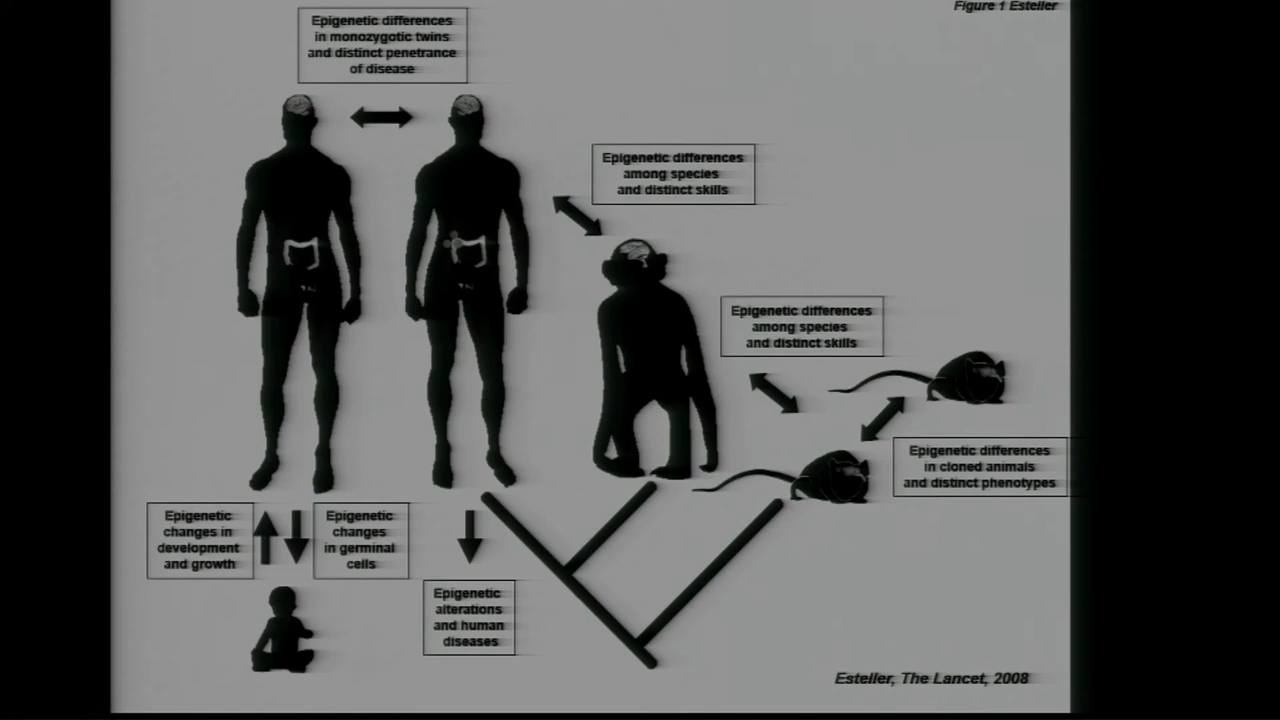 Figure 1 Esteller
Epigenetic differences
in monozygotic twins
and distinct penetrance
of disease
Epigenetic differences
among species
and distinct skills
Epigenetic differences
among species
and distinct skills
Epigenetic differences
in cloned animals
and distinct phenotypes
Epigenetic
changes in
development
and growth
Epigenetic
changes
in germinal
cells
Epigenetic
alterations
and human
diseases
Esteller, The Lancet, 2008